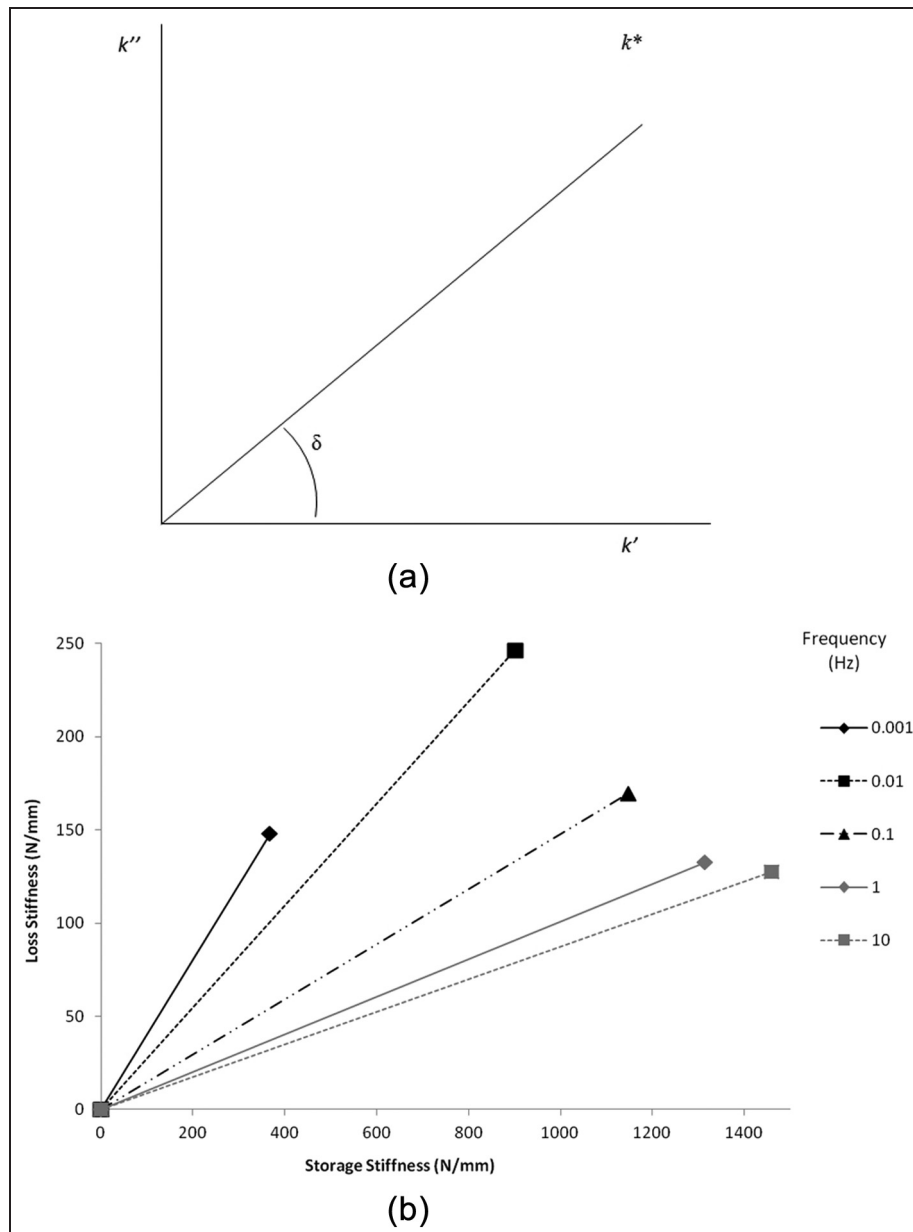 k''
k*
δ
k'
(a)
250
200
150
100
50
0
Loss Stiffness (N/mm)
0 200 400 600 800 1000 1200 1400
Storage Stiffness (N/mm)
Frequency
(Hz)
0.001
0.01
0.1
1
10
(b)